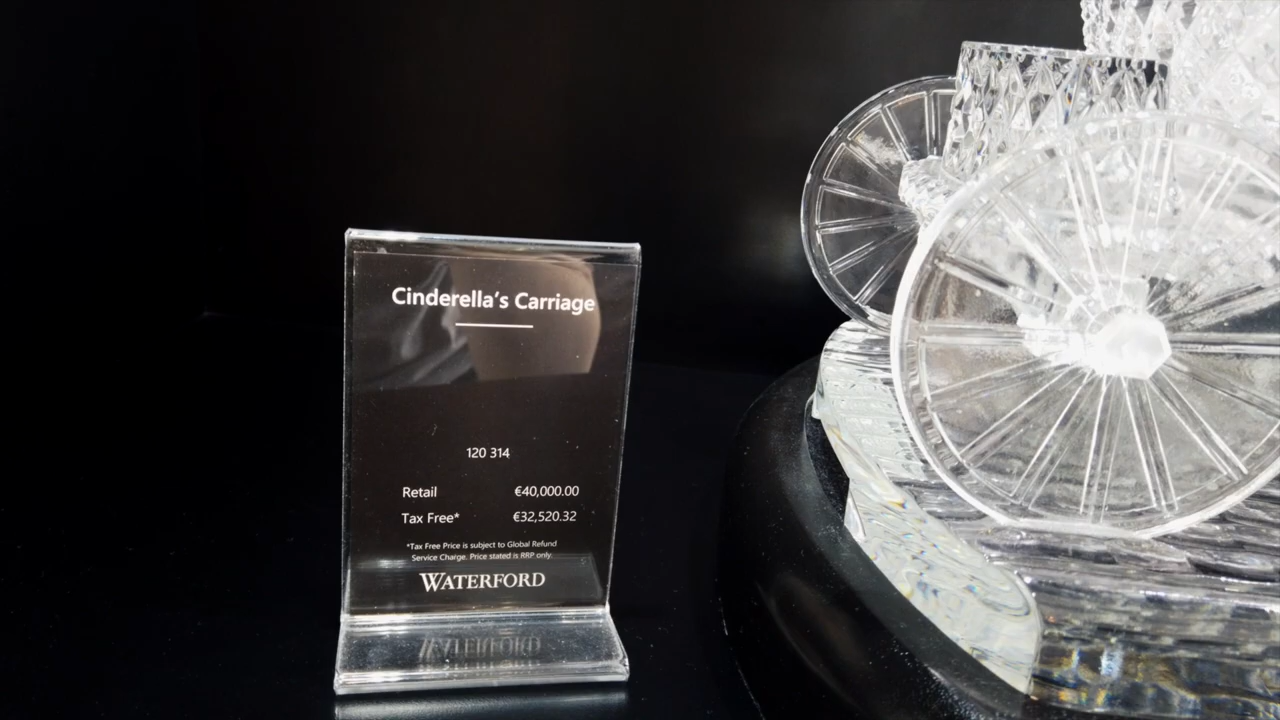 Cinderella's Carriage
120 314
Retail €40,000.00
Tax Free* €32,520.32
*Tax Free Price is subject to Global Refund
Service Charge. Price stated is RRP only.
WATERFORD